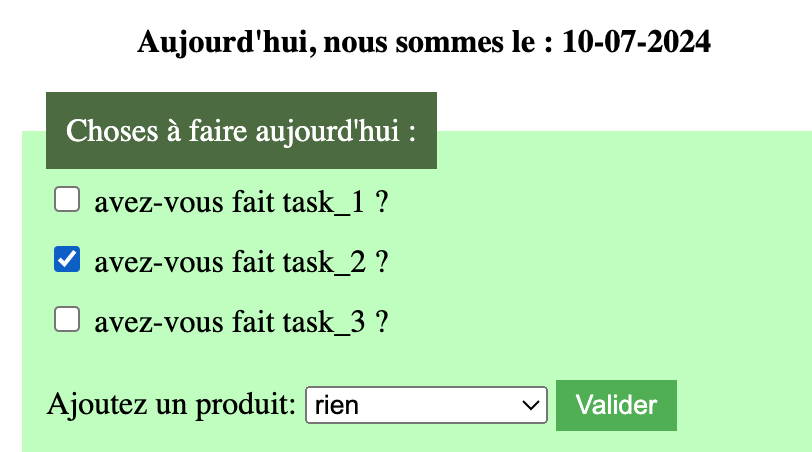 Aujourd'hui, nous sommes le : 10-07-2024
Choses à faire aujourd'hui :
avez-vous fait task_1 ?
avez-vous fait task_2 ?
avez-vous fait task_3 ?
Ajoutez un produit: rien Valider